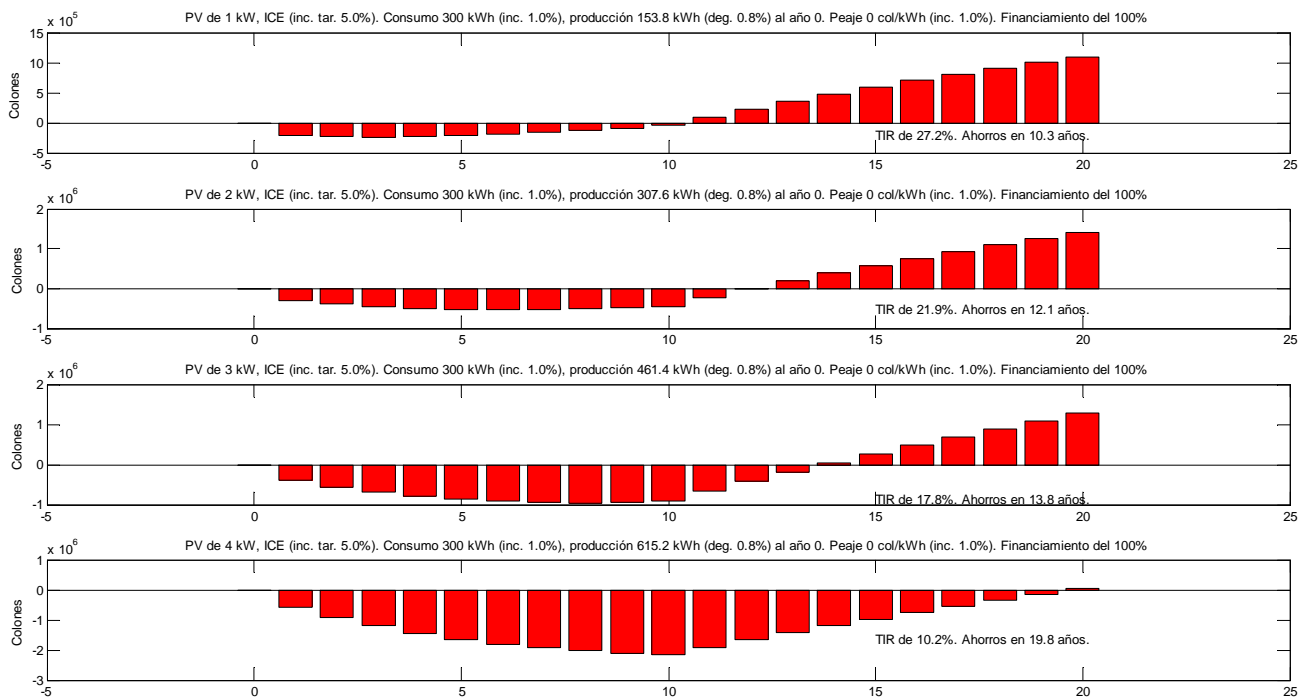 PV de 1 kW, ICE (inc. tar. 5.0%). Consumo 300 kWh (inc. 1.0%), producción 153.8 kWh (deg. 0.8%) al año 0. Peaje 0 col/kWh (inc. 1.0%). Financiamiento del 100%
x 10^5
15
10
5
0
-5
Colones
TIR de 27.2%. Ahorros en 10.3 años.
-5 0 5 10 15 20 25
PV de 2 kW, ICE (inc. tar. 5.0%). Consumo 300 kWh (inc. 1.0%), producción 307.6 kWh (deg. 0.8%) al año 0. Peaje 0 col/kWh (inc. 1.0%). Financiamiento del 100%
x 10^6
2
1
0
-1
Colones
TIR de 21.9%. Ahorros en 12.1 años.
-5 0 5 10 15 20 25
PV de 3 kW, ICE (inc. tar. 5.0%). Consumo 300 kWh (inc. 1.0%), producción 461.4 kWh (deg. 0.8%) al año 0. Peaje 0 col/kWh (inc. 1.0%). Financiamiento del 100%
x 10^6
2
1
0
-1
Colones
TIR de 17.8%. Ahorros en 13.8 años.
-5 0 5 10 15 20 25
PV de 4 kW, ICE (inc. tar. 5.0%). Consumo 300 kWh (inc. 1.0%), producción 615.2 kWh (deg. 0.8%) al año 0. Peaje 0 col/kWh (inc. 1.0%). Financiamiento del 100%
x 10^6
1
0
-1
-2
-3
Colones
TIR de 10.2%. Ahorros en 19.8 años.
-5 0 5 10 15 20 25